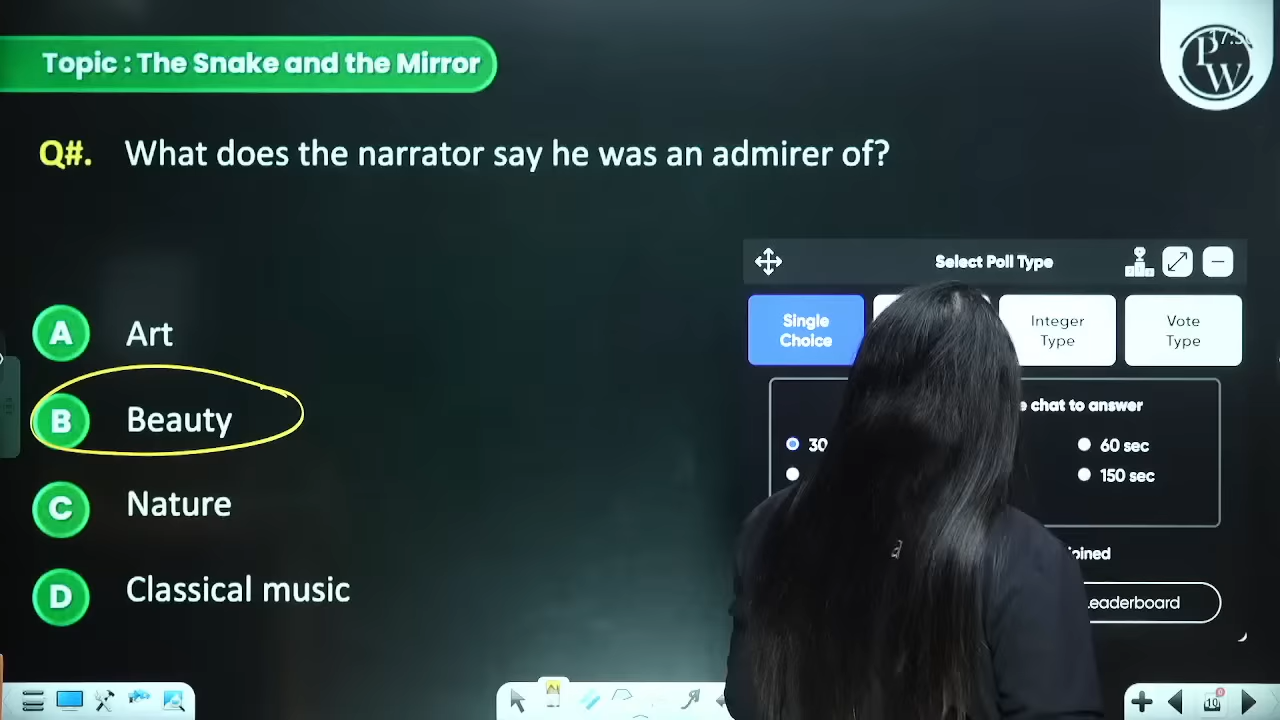 Topic : The Snake and the Mirror
PW
Q#. What does the narrator say he was an admirer of?
Select Poll Type
Single Choice
Integer Type
Vote Type
A Art
chat to answer
B Beauty
30
60 sec
150 sec
C Nature
D Classical music
Leaderboard
10